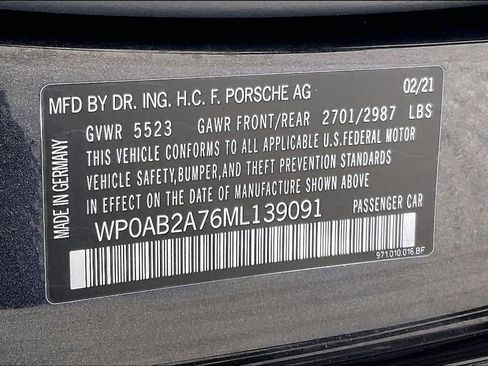 MFD BY DR. ING. H.C. F. PORSCHE AG 02/21
GVWR 5523 GAWR FRONT/REAR 2701/2987 LBS
THIS VEHICLE CONFORMS TO ALL APPLICABLE U.S.FEDERAL MOTOR
VEHICLE SAFETY,BUMPER,AND THEFT PREVENTION STANDARDS
IN EFFECT ON THE DATE OF MANUFACTURE SHOWN ABOVE
WP0AB2A76ML139091 PASSENGER CAR
971.010.016.BF
MADE IN GERMANY